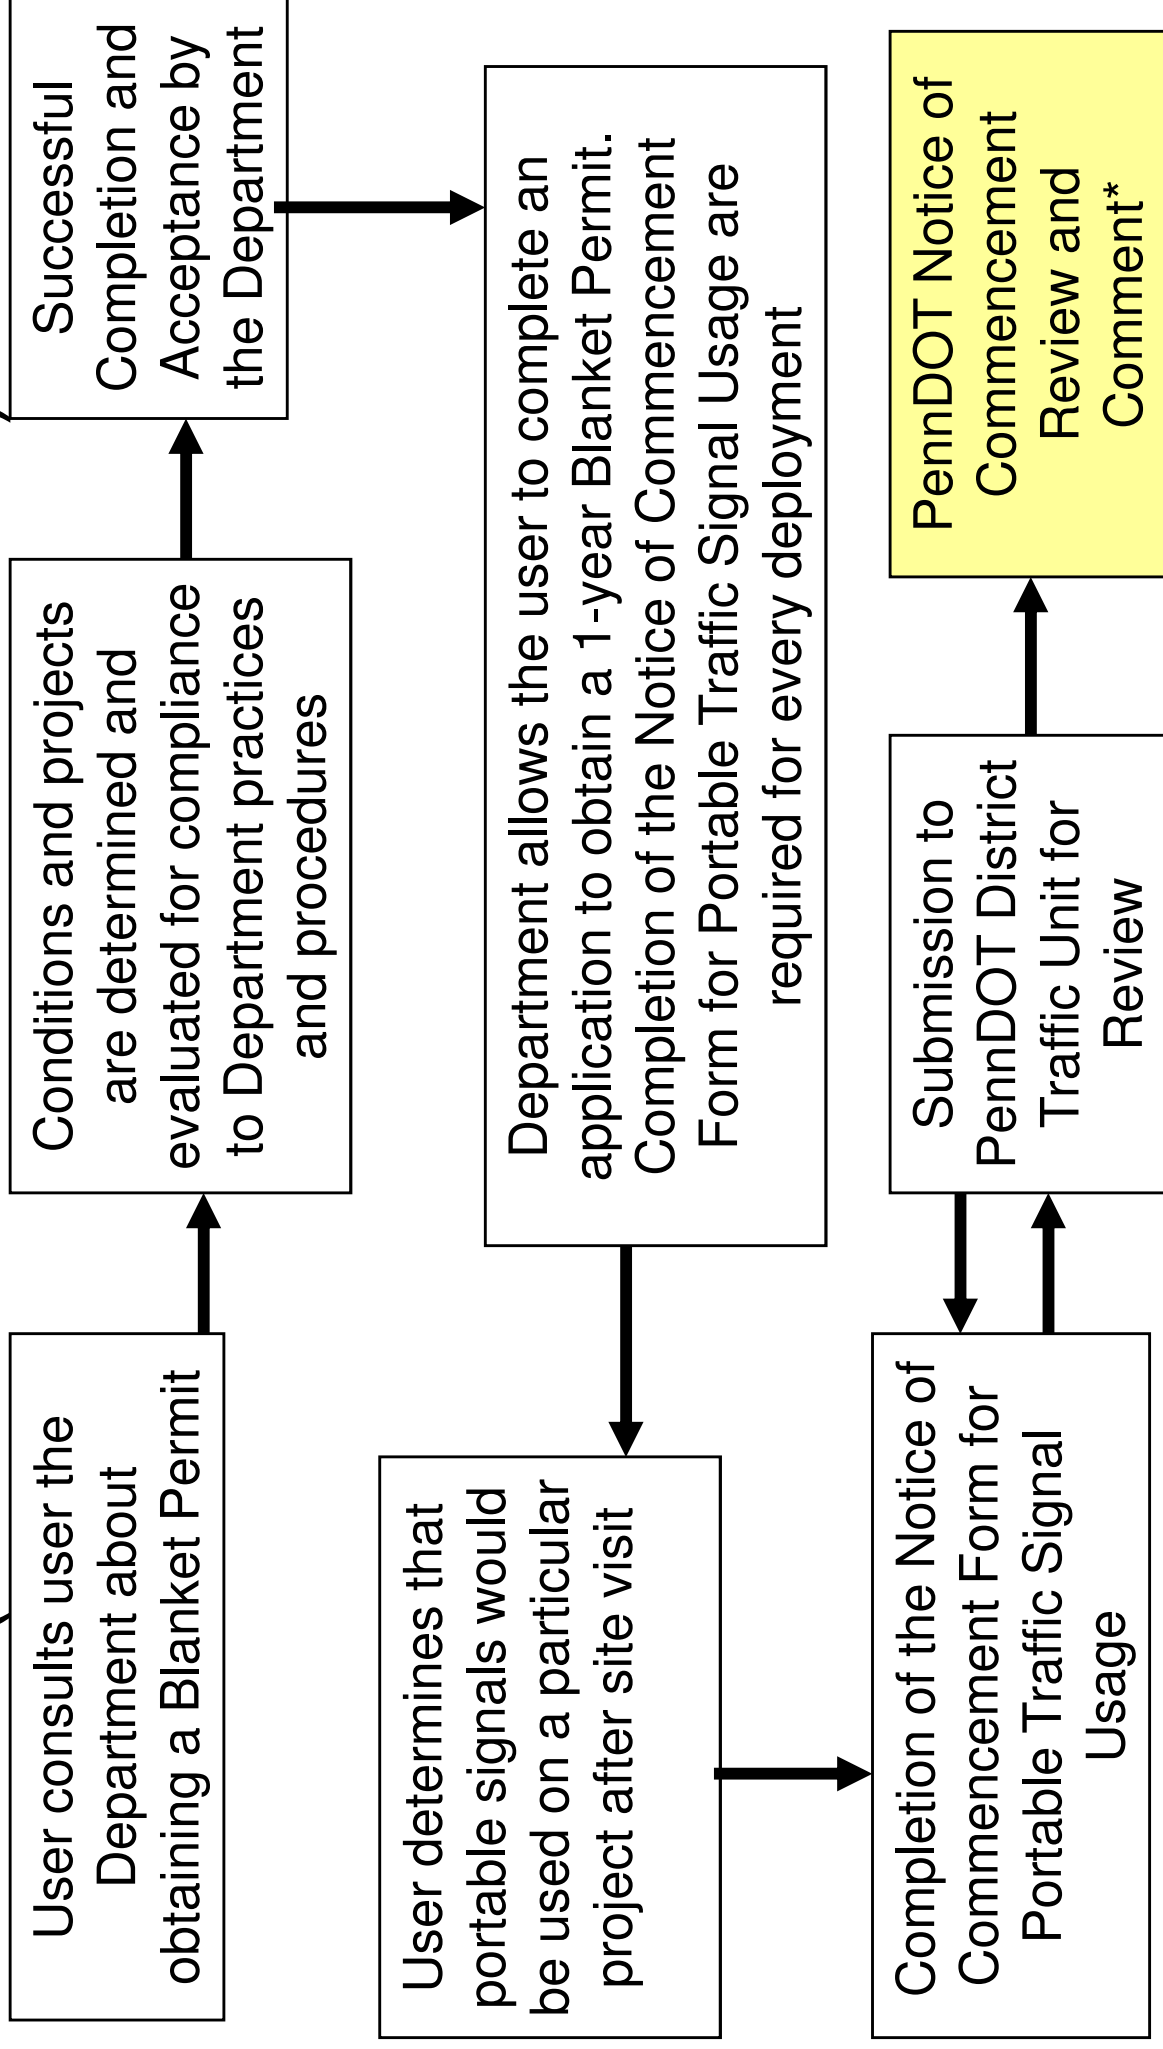 User consults user the
Department about
obtaining a Blanket Permit
Conditions and projects
are determined and
evaluated for compliance
to Department practices
and procedures
Successful
Completion and
Acceptance by
the Department
Department allows the user to complete an
application to obtain a 1-year Blanket Permit.
Completion of the Notice of Commencement
Form for Portable Traffic Signal Usage are
required for every deployment
User determines that
portable signals would
be used on a particular
project after site visit
Completion of the Notice of
Commencement Form for
Portable Traffic Signal
Usage
Submission to
PennDOT District
Traffic Unit for
Review
PennDOT Notice of
Commencement
Review and
Comment*